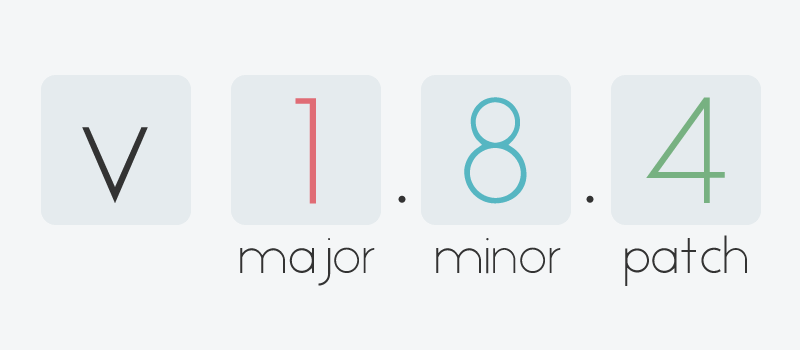 v 1 . 8 . 4
major minor patch